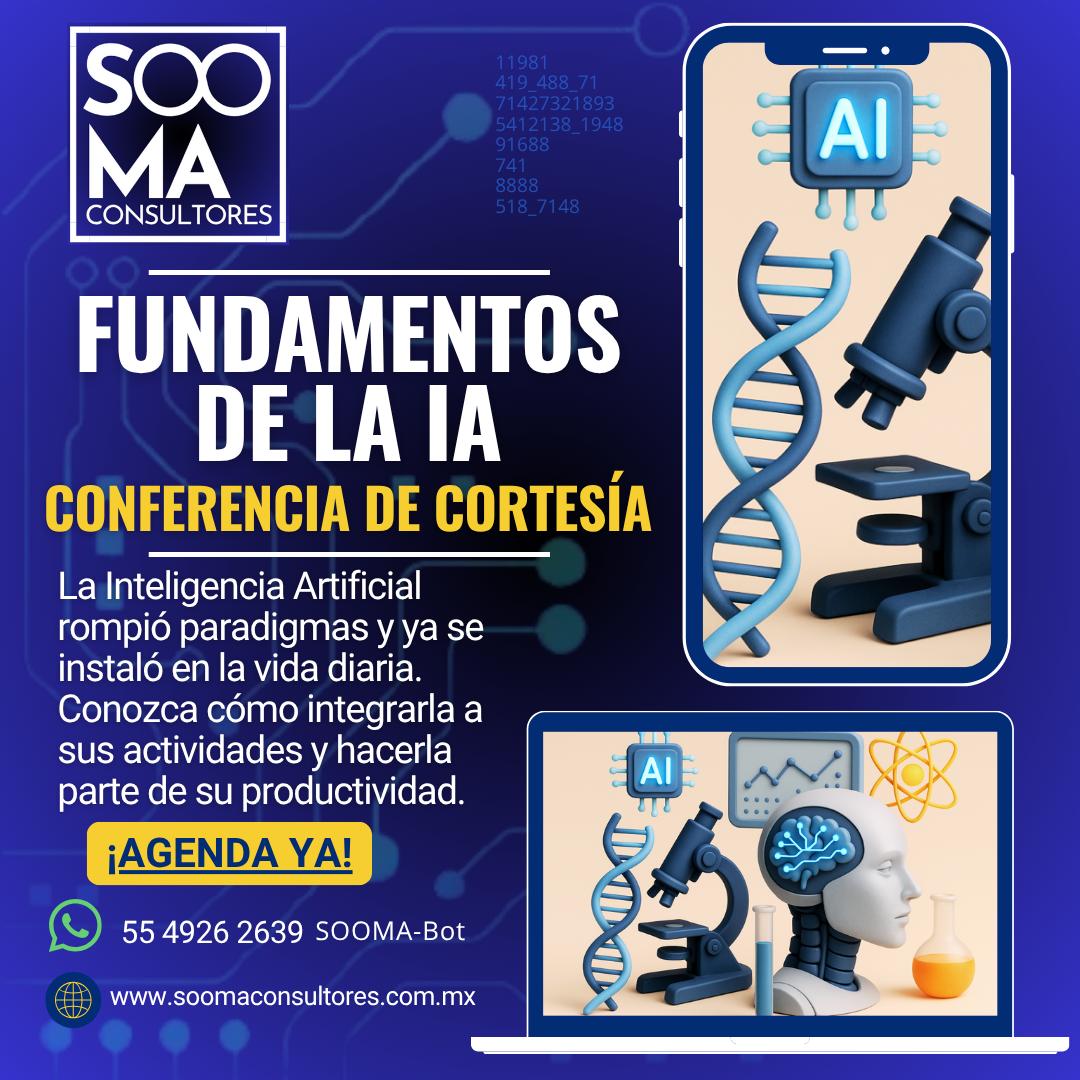 SOO
MA
CONSULTORES
11981
419_488_71
71427321893
5412138_1948
91688
741
8888
518_7148
AI
FUNDAMENTOS
DE LA IA
CONFERENCIA DE CORTESÍA
La Inteligencia Artificial
rompió paradigmas y ya se
instaló en la vida diaria.
Conozca cómo integrarla a
sus actividades y hacerla
parte de su productividad.
¡AGENDA YA!
55 4926 2639 SOOMA-Bot
www.soomaconsultores.com.mx
AI